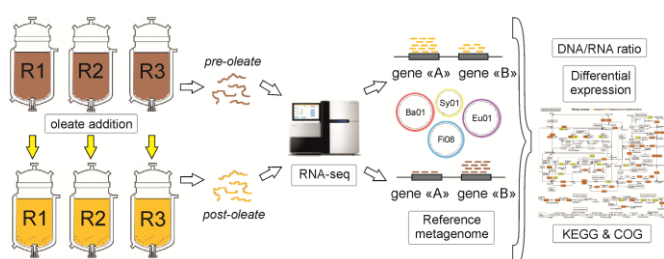 R1 R2 R3
oleate addition
R1 R2 R3
pre-oleate
post-oleate
RNA-seq
gene «A» gene «B»
Ba01
Sy01
Eu01
Fi08
gene «A» gene «B»
Reference
metagenome
DNA/RNA ratio
Differential
expression
KEGG & COG